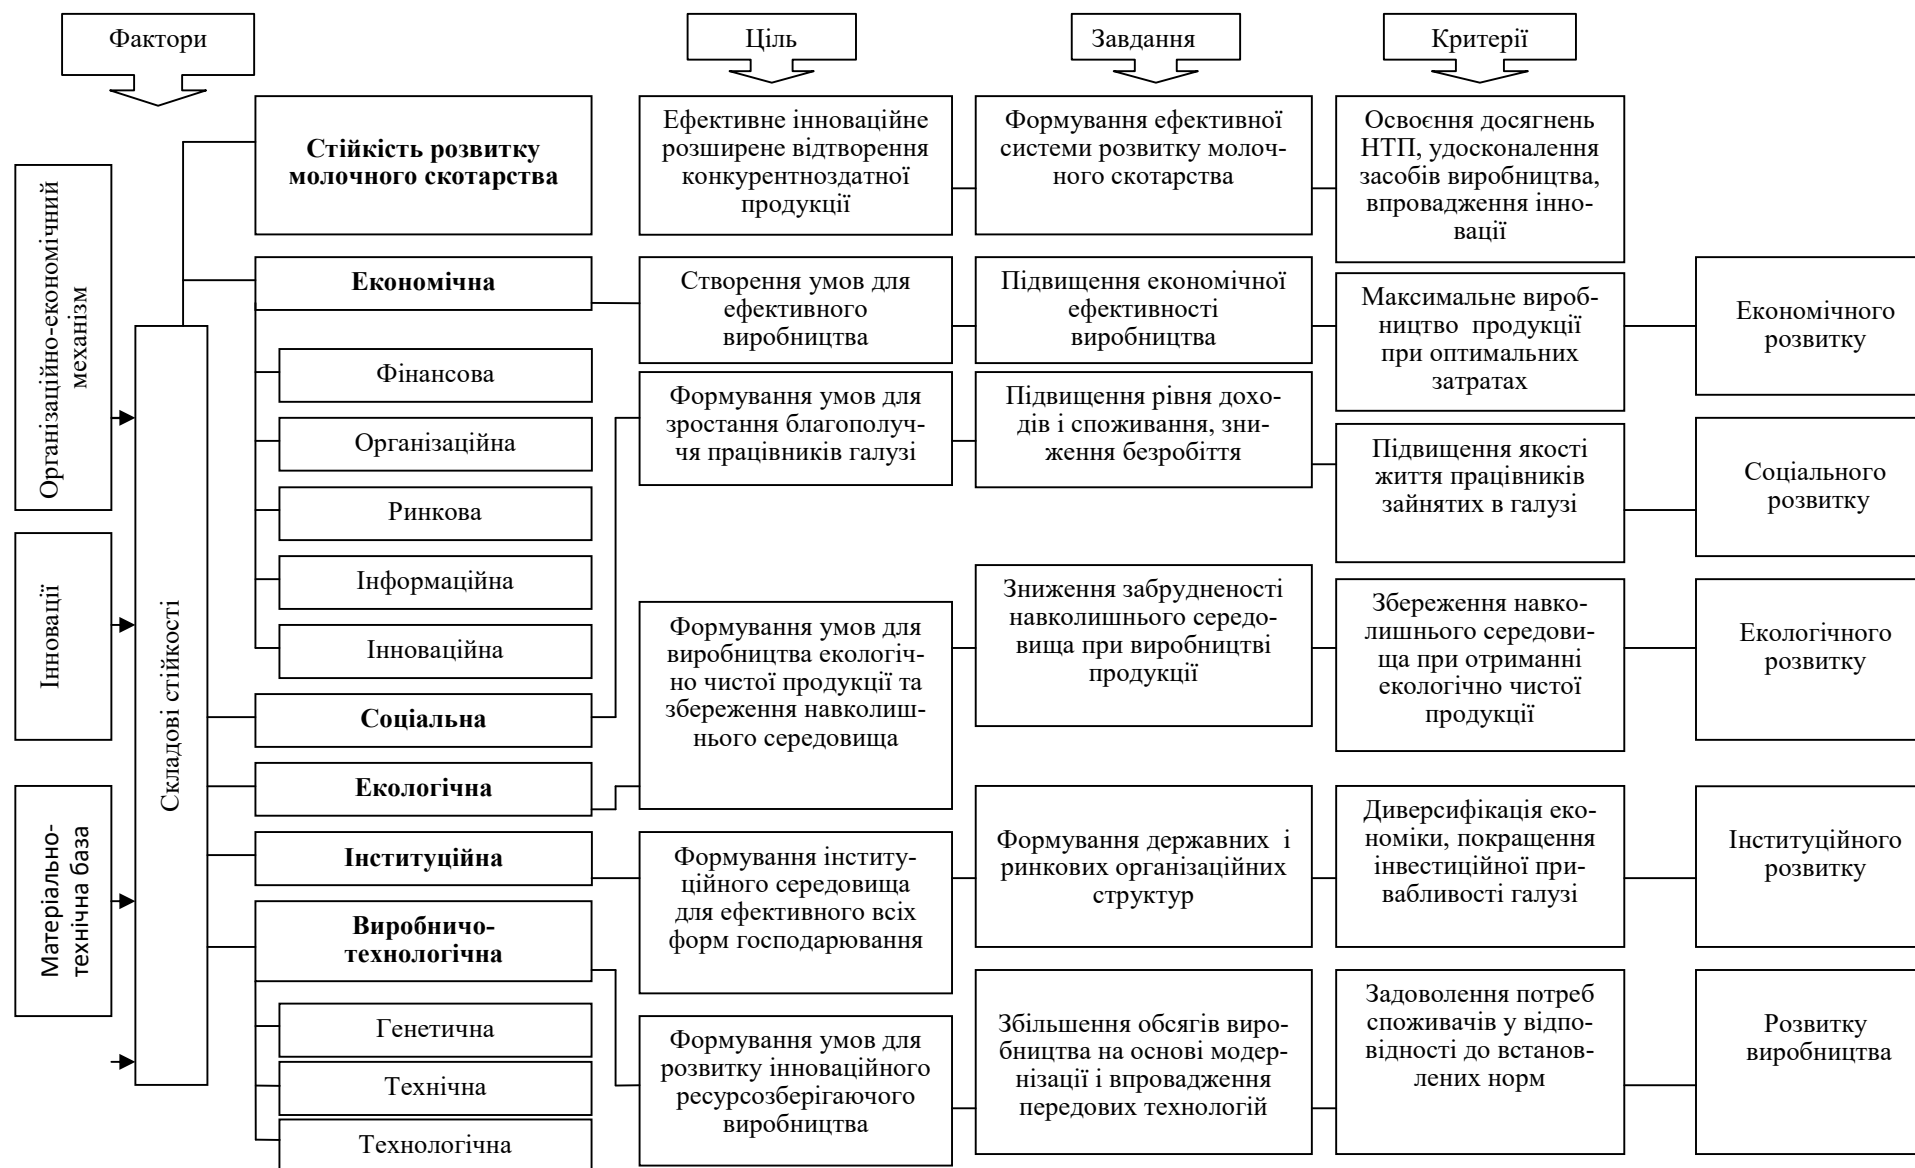 Фактори
Ціль
Завдання
Критерії
Організаційно-економічний
механізм
Інновації
Матеріально-
технічна база
Складові стійкості
Стійкість розвитку
молочного скотарства
Ефективне інноваційне
розширене відтворення
конкурентноздатної
продукції
Формування ефективної
системи розвитку молоч-
ного скотарства
Освоєння досягнень
НТП, удосконалення
засобів виробництва,
впровадження інно-
вації
Економічна
Створення умов для
ефективного
виробництва
Підвищення економічної
ефективності
виробництва
Максимальне вироб-
ництво продукції
при оптимальних
затратах
Економічного
розвитку
Фінансова
Організаційна
Ринкова
Інформаційна
Інноваційна
Формування умов для
зростання благополуч-
чя працівників галузі
Підвищення рівня дохо-
дів і споживання, зни-
ження безробіття
Підвищення якості
життя працівників
зайнятих в галузі
Соціального
розвитку
Соціальна
Формування умов для
виробництва екологіч-
но чистої продукції та
збереження навколиш-
нього середовища
Зниження забрудненості
навколишнього середо-
вища при виробництві
продукції
Збереження навко-
лишнього середови-
ща при отриманні
екологічно чистої
продукції
Екологічного
розвитку
Екологічна
Інституційна
Формування інститу-
ційного середовища
для ефективного всіх
форм господарювання
Формування державних і
ринкових організаційних
структур
Диверсифікація еко-
номіки, покращення
інвестиційної при-
вабливості галузі
Інституційного
розвитку
Виробничо-
технологічна
Генетична
Технічна
Технологічна
Формування умов для
розвитку інноваційного
ресурсозберігаючого
виробництва
Збільшення обсягів виро-
бництва на основі модер-
нізації і впровадження
передових технологій
Задоволення потреб
споживачів у відпо-
відності до встанов-
лених норм
Розвитку
виробництва